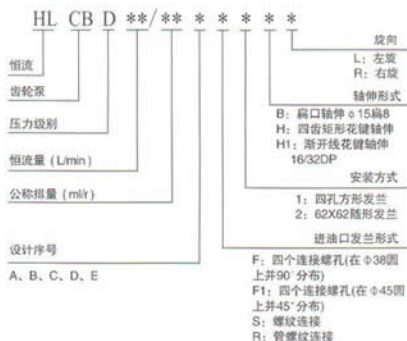 HL CB D **/** * * * * *
旋向
L：左旋
R：右旋
恒流
齿轮泵
轴伸形式
B：扁口轴伸φ15扁8
H：四齿矩形花键轴伸
H1：渐开线花键轴伸
16/32DP
压力级别
恒流量（L/min）
安装方式
1：四孔方形发兰
2：62X62随形发兰
公称排量（ml/r）
设计序号
A、B、C、D、E
进油口发兰形式
F：四个连接螺孔(在Φ38圆
上并90°分布)
F1：四个连接螺孔(在Φ45圆
上并45°分布)
S：螺纹连接
R：管螺纹连接